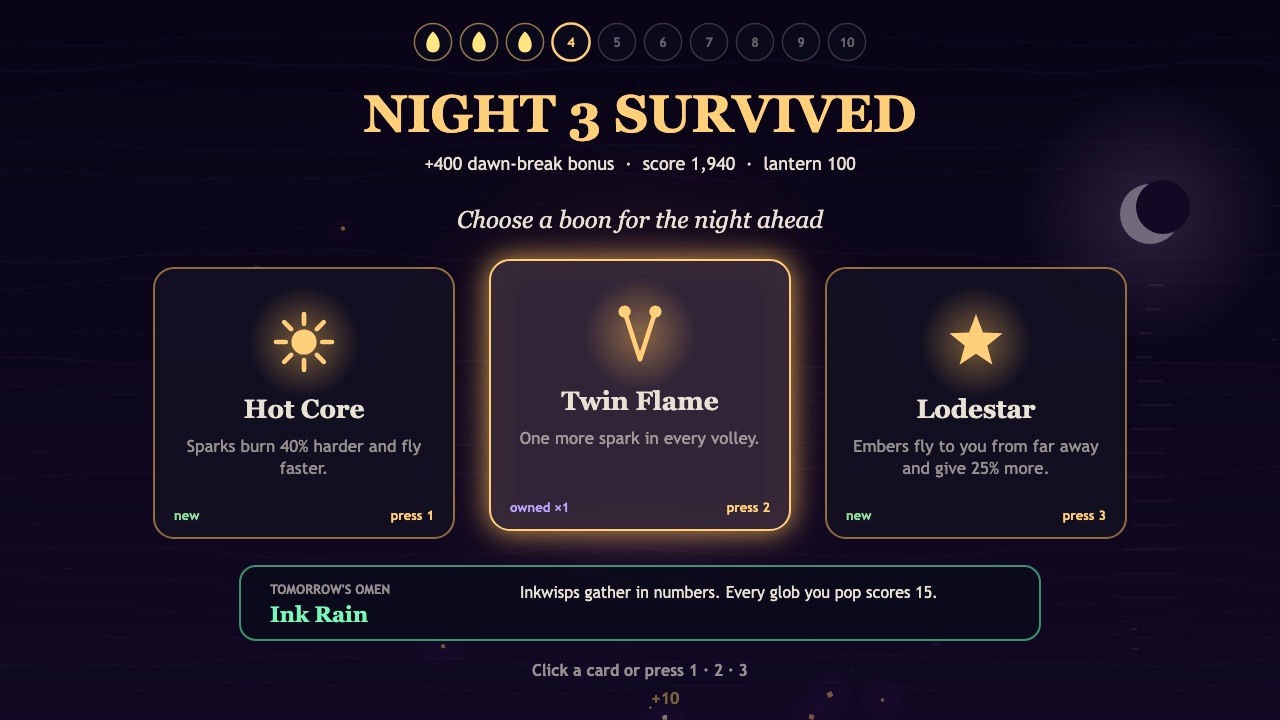 4 5 6 7 8 9 10
NIGHT 3 SURVIVED
+400 dawn-break bonus · score 1,940 · lantern 100
Choose a boon for the night ahead
Hot Core
Sparks burn 40% harder and fly
faster.
new press 1
Twin Flame
One more spark in every volley.
owned ×1 press 2
Lodestar
Embers fly to you from far away
and give 25% more.
new press 3
TOMORROW'S OMEN
Ink Rain
Inkwisps gather in numbers. Every glob you pop scores 15.
Click a card or press 1 · 2 · 3
+10